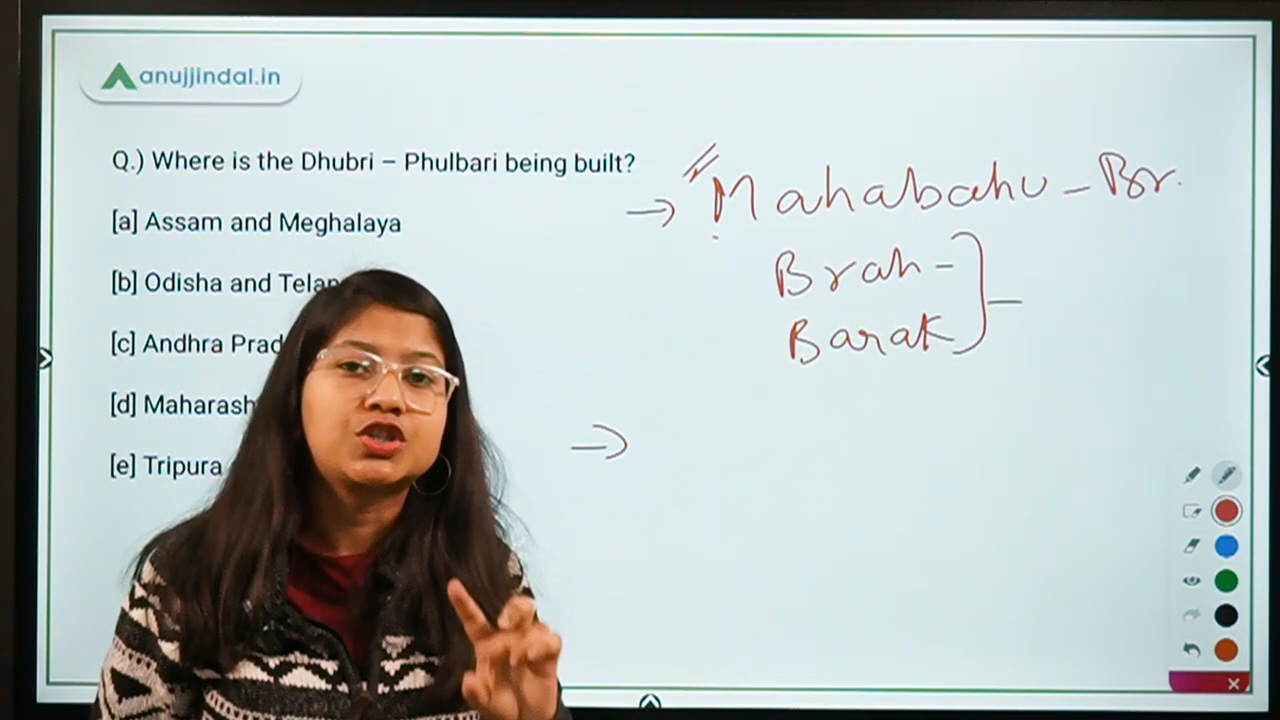 anujjindal.in
Q.) Where is the Dhubri – Phulbari being built?
[a] Assam and Meghalaya
[b] Odisha and Telan
[c] Andhra Prad
[d] Maharash
[e] Tripura
→ "Mahabahu - Br.
Brah -
Barak